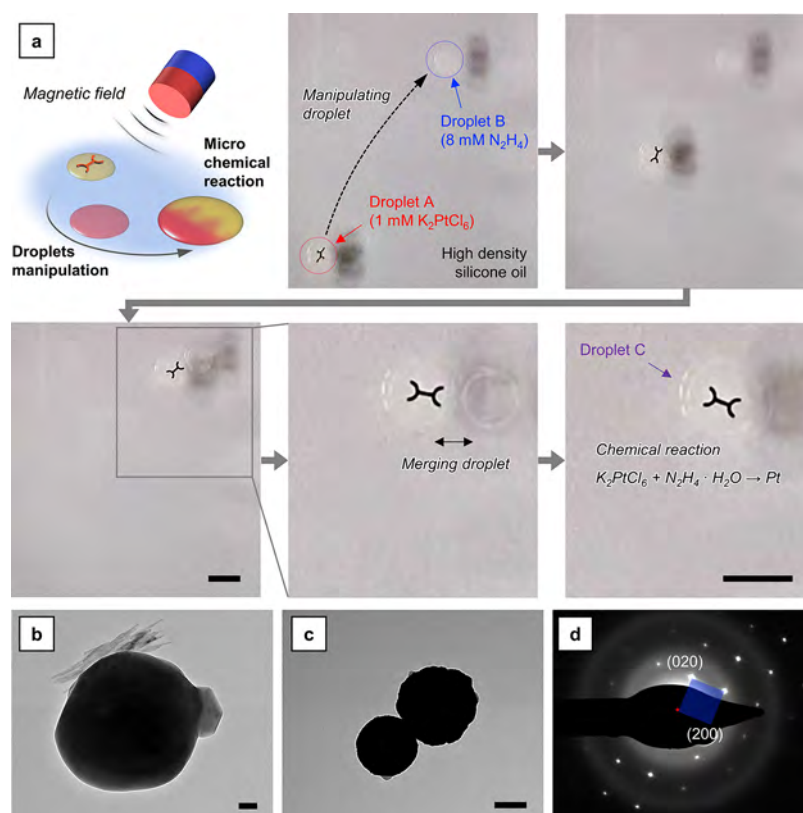 a
Magnetic field
Micro
chemical
reaction
Droplets
manipulation
Manipulating
droplet
Droplet B
(8 mM N₂H₄)
Droplet A
(1 mM K₂PtCl₆)
High density
silicone oil
Merging droplet
Droplet C
Chemical reaction
K₂PtCl₆ + N₂H₄ · H₂O → Pt
b
c
d
(020)
(200)